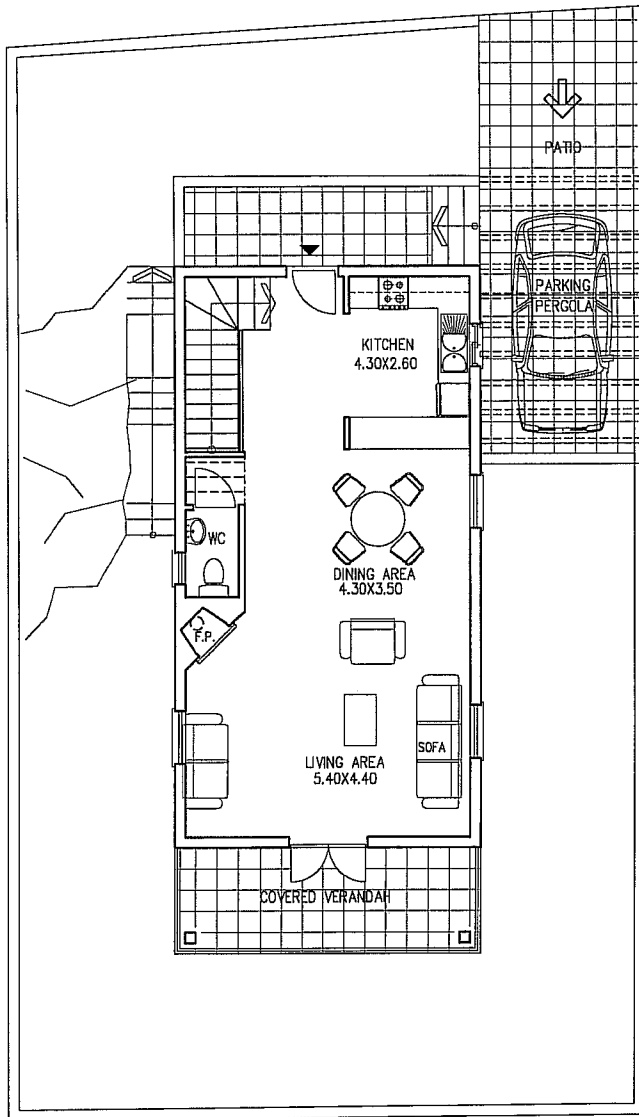 PATIO
PARKING
PERGOLA
KITCHEN
4.30X2.60
WC
DINING AREA
4.30X3.50
F.P.
SOFA
LIVING AREA
5.40X4.40
COVERED VERANDAH